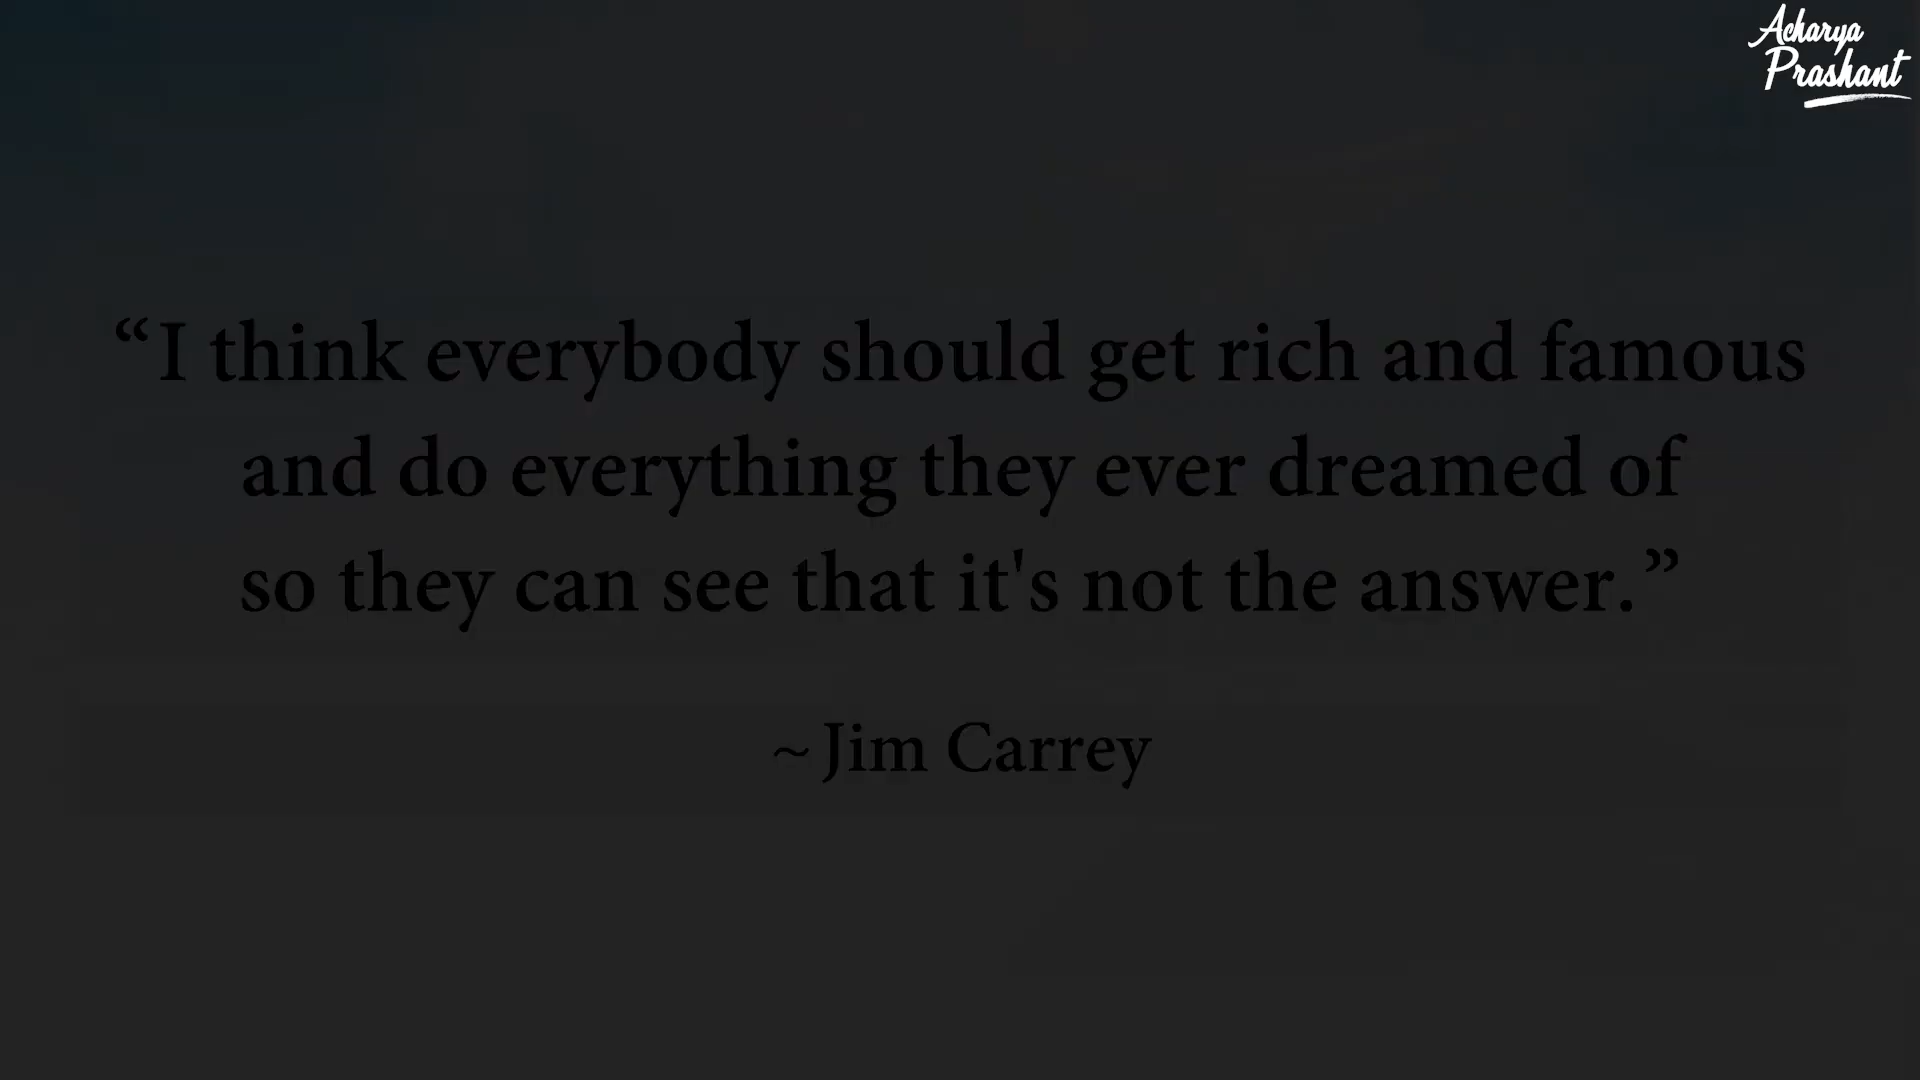 Acharya
Prashant
“I think everybody should get rich and famous
and do everything they ever dreamed of
so they can see that it's not the answer.”
~Jim Carrey